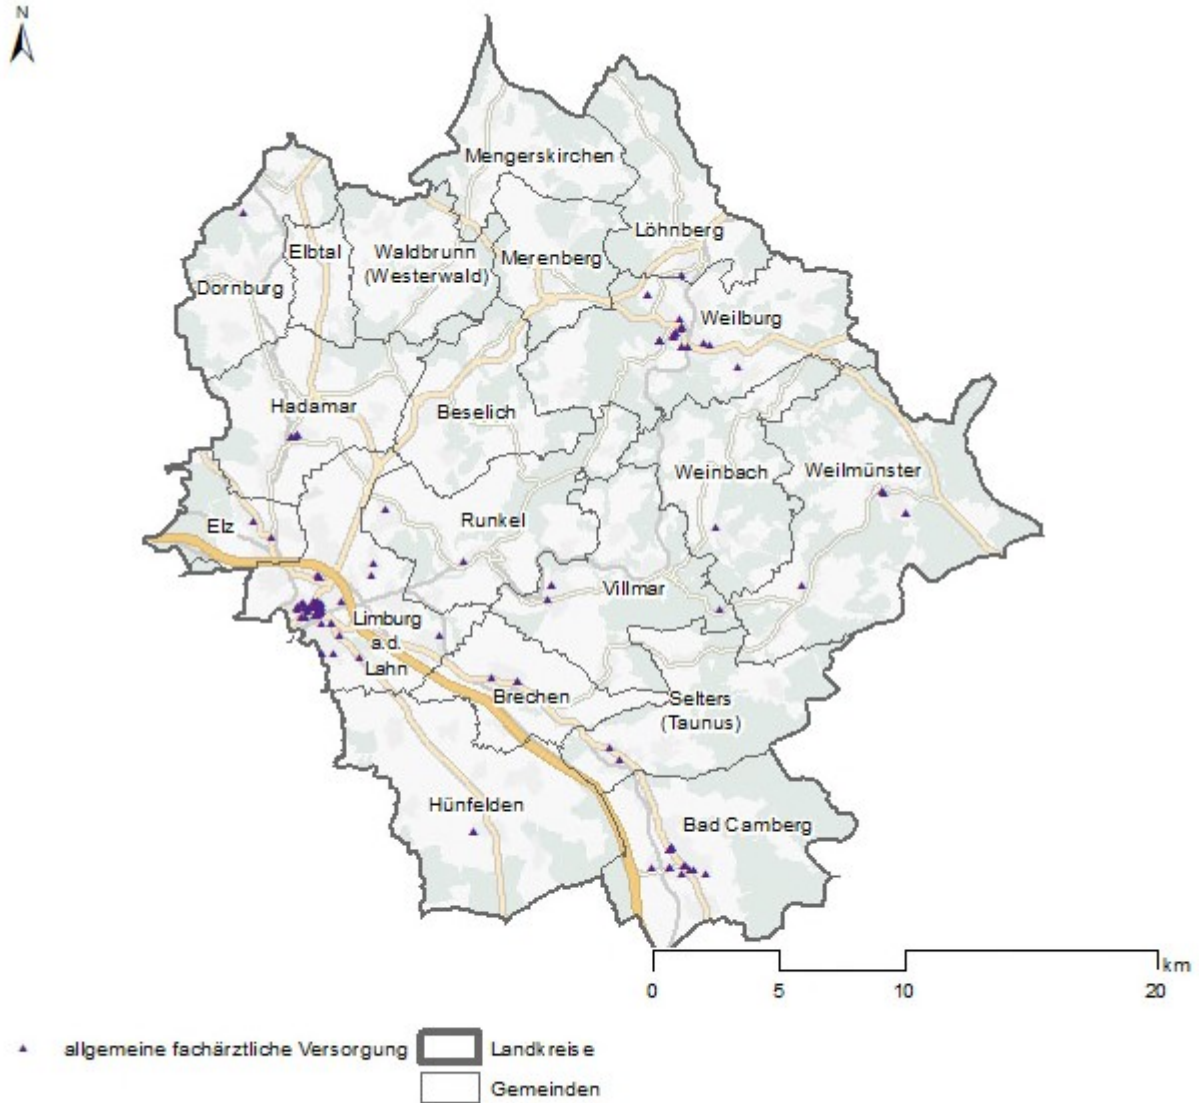 N
Mengerskirchen
Löhnberg
Elbtal
Waldbrunn
(Westerwald)
Merenberg
Dornburg
Weilburg
Hadamar
Beselich
Weinbach
Weilmünster
Elz
Runkel
Villmar
Limburg
a.d.
Lahn
Brechen
Selters
(Taunus)
Hünfelden
Bad Camberg
km
0 5 10 20
allgemeine fachärztliche Versorgung Landkreise
Gemeinden